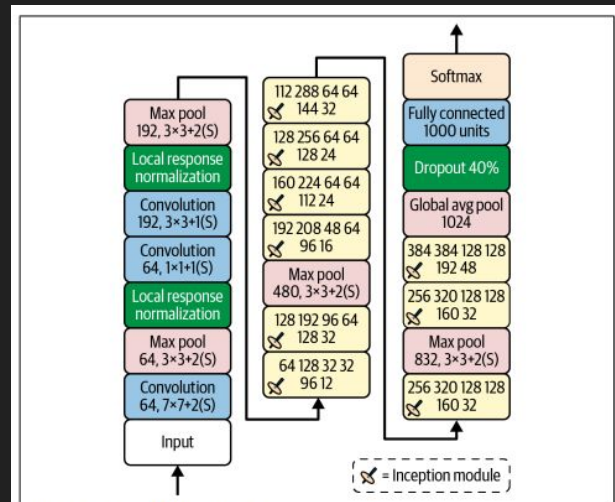 Max pool
192, 3×3+2(S)
Local response
normalization
Convolution
192, 3×3+1(S)
Convolution
64, 1×1+1(S)
Local response
normalization
Max pool
64, 3×3+2(S)
Convolution
64, 7×7+2(S)
Input
112 288 64 64
144 32
128 256 64 64
128 24
160 224 64 64
112 24
192 208 48 64
96 16
Max pool
480, 3×3+2(S)
128 192 96 64
128 32
64 128 32 32
96 12
Softmax
Fully connected
1000 units
Dropout 40%
Global avg pool
1024
384 384 128 128
192 48
256 320 128 128
160 32
Max pool
832, 3×3+2(S)
256 320 128 128
160 32
= Inception module